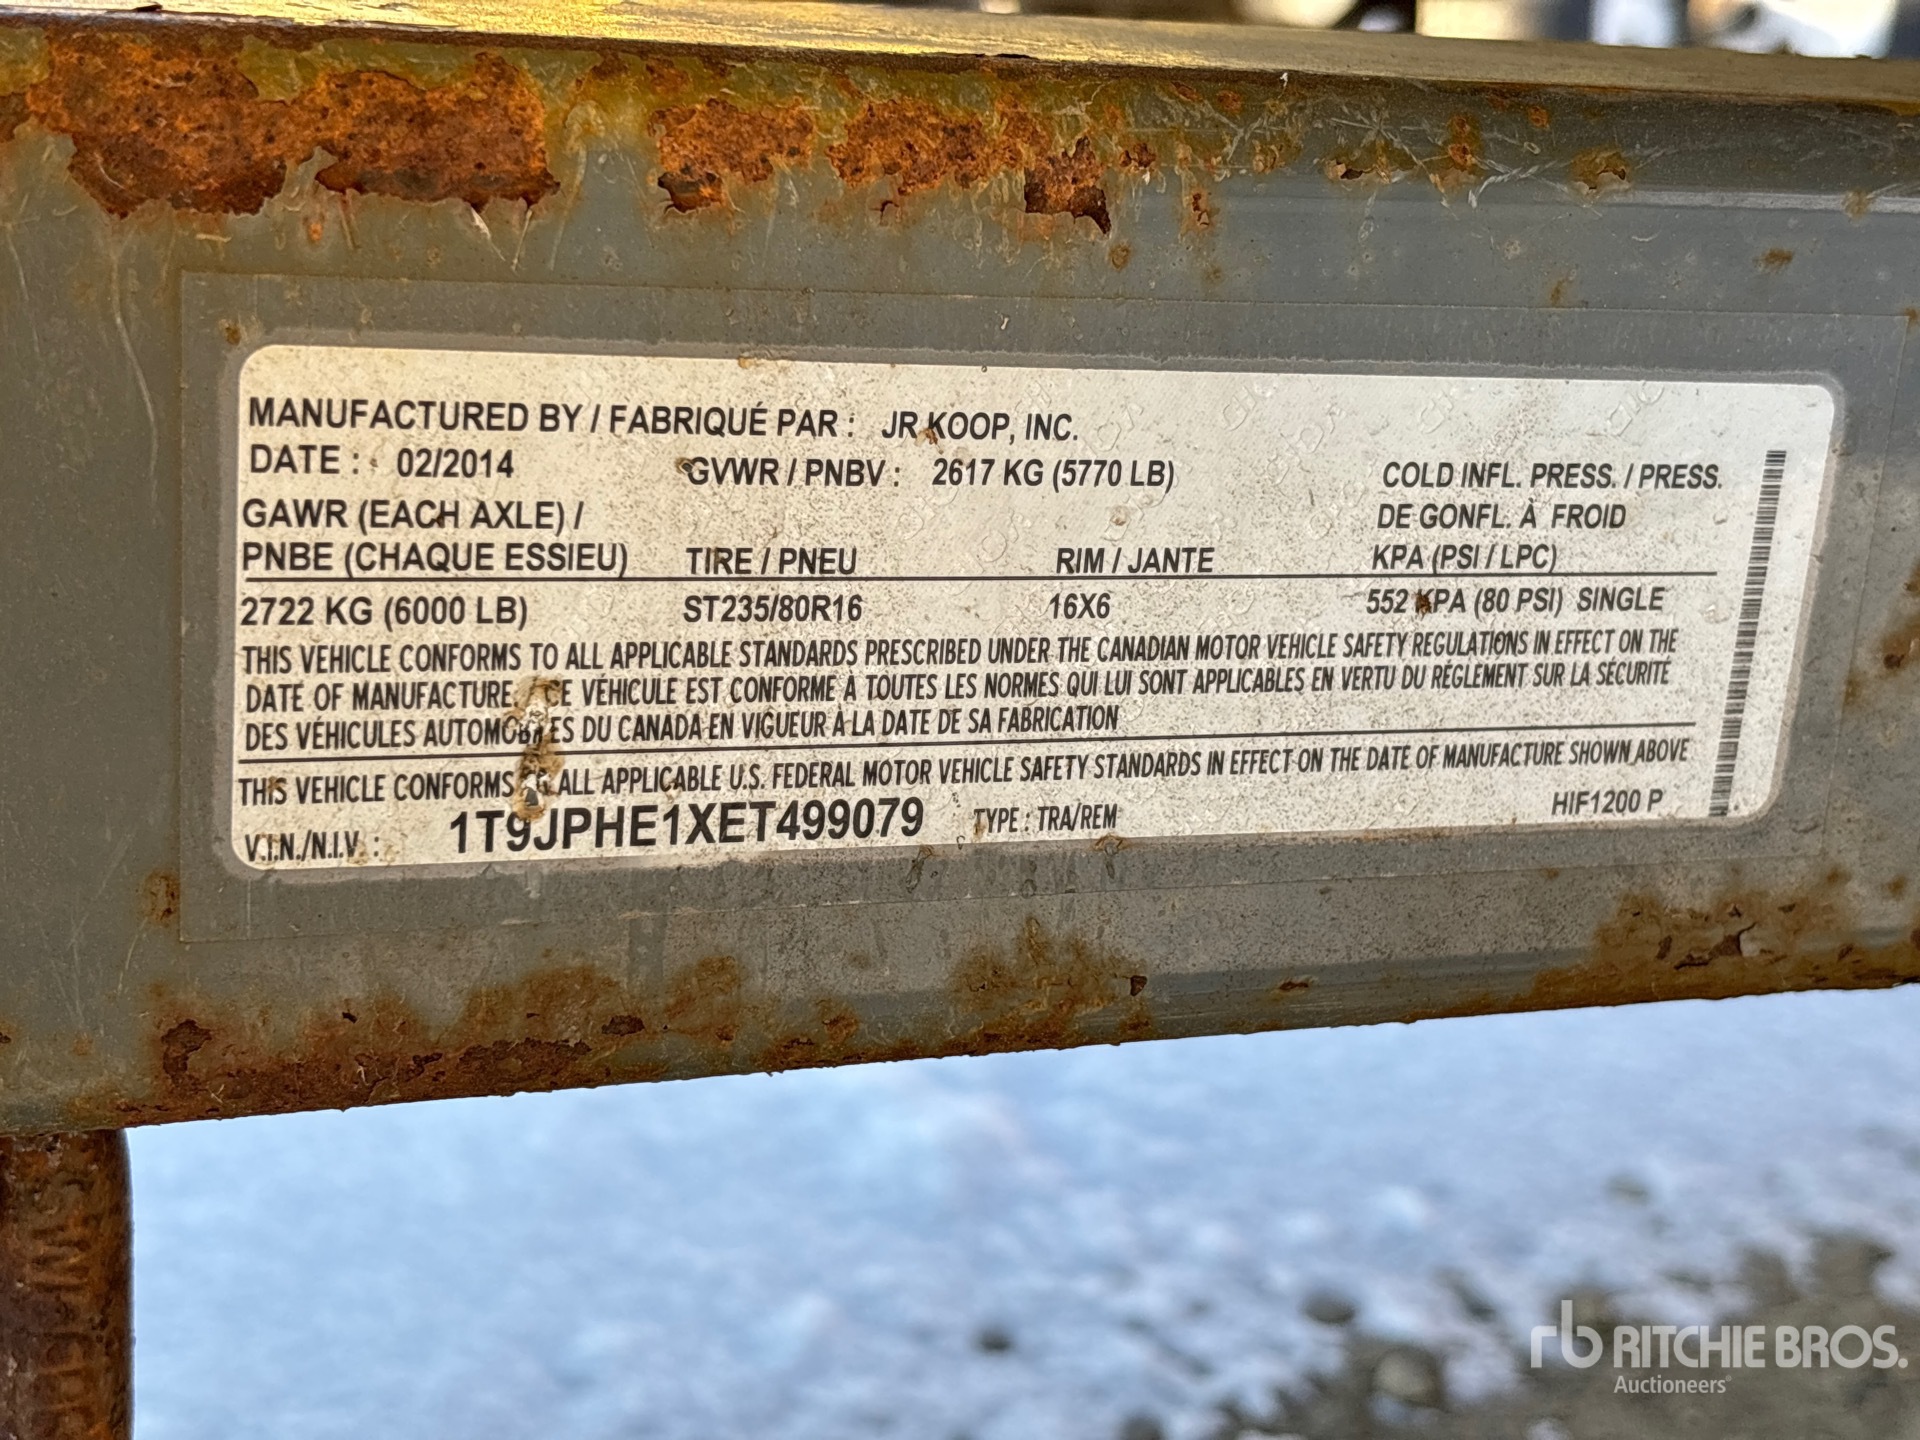 MANUFACTURED BY / FABRIQUÉ PAR : JR KOOP, INC.
DATE : 02/2014 GVWR / PNBV : 2617 KG (5770 LB)
COLD INFL. PRESS. / PRESS.
GAWR (EACH AXLE) / DE GONFL. À FROID
PNBE (CHAQUE ESSIEU) TIRE / PNEU RIM / JANTE KPA (PSI / LPC)
2722 KG (6000 LB) ST235/80R16 16X6 552 KPA (80 PSI) SINGLE
THIS VEHICLE CONFORMS TO ALL APPLICABLE STANDARDS PRESCRIBED UNDER THE CANADIAN MOTOR VEHICLE SAFETY REGULATIONS IN EFFECT ON THE
DATE OF MANUFACTURE. / CE VÉHICULE EST CONFORME À TOUTES LES NORMES QUI LUI SONT APPLICABLES EN VERTU DU RÈGLEMENT SUR LA SÉCURITÉ
DES VÉHICULES AUTOMOBILES DU CANADA EN VIGUEUR À LA DATE DE SA FABRICATION
THIS VEHICLE CONFORMS TO ALL APPLICABLE U.S. FEDERAL MOTOR VEHICLE SAFETY STANDARDS IN EFFECT ON THE DATE OF MANUFACTURE SHOWN ABOVE
V.I.N./N.I.V. : 1T9JPHE1XET499079 TYPE : TRA/REM HIF1200 P
rb RITCHIE BROS.
Auctioneers